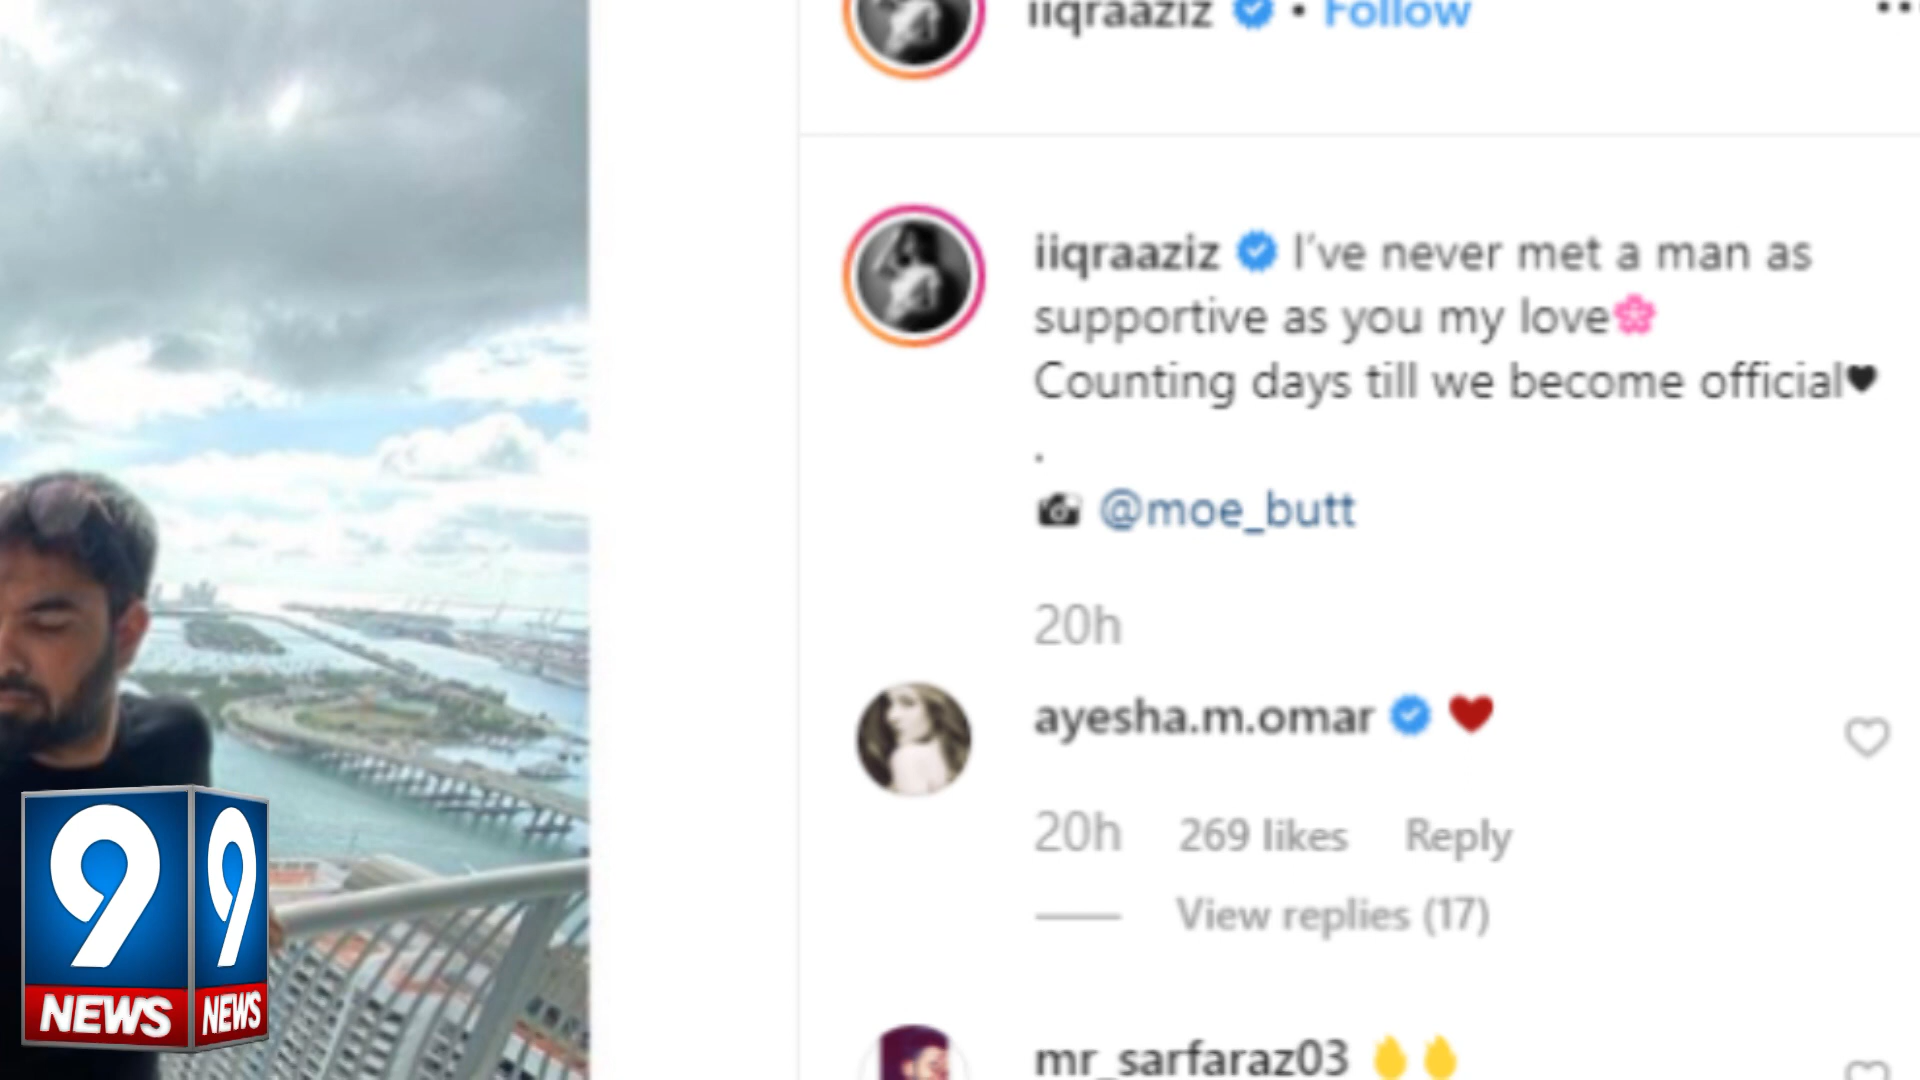 iiqraaziz • Follow
iiqraaziz I've never met a man as
supportive as you my love🌸
Counting days till we become official🖤
.
📷 @moe_butt
20h
ayesha.m.omar ❤️
20h 269 likes Reply
View replies (17)
mr_sarfaraz03
9 9
NEWS NEWS